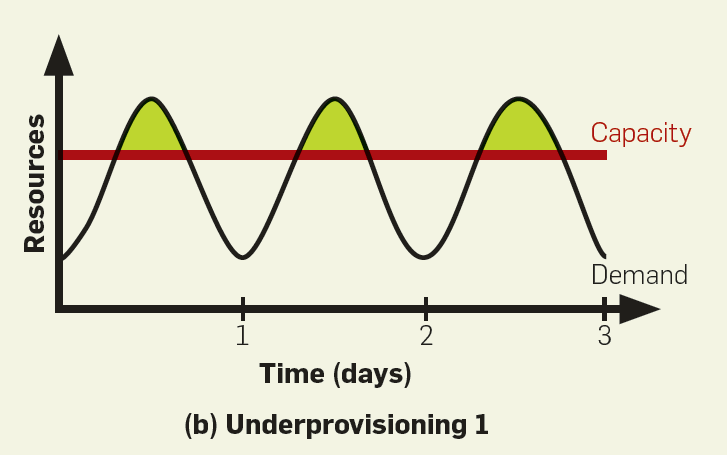 Resources
Capacity
Demand
1
2
3
Time (days)
(b) Underprovisioning 1